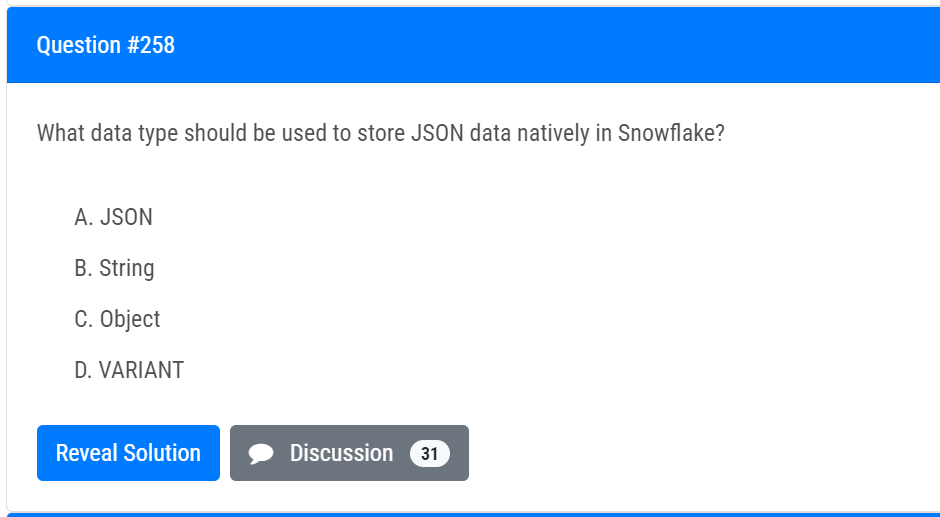 Question #258
What data type should be used to store JSON data natively in Snowflake?
A. JSON
B. String
C. Object
D. VARIANT
Reveal Solution
Discussion 31